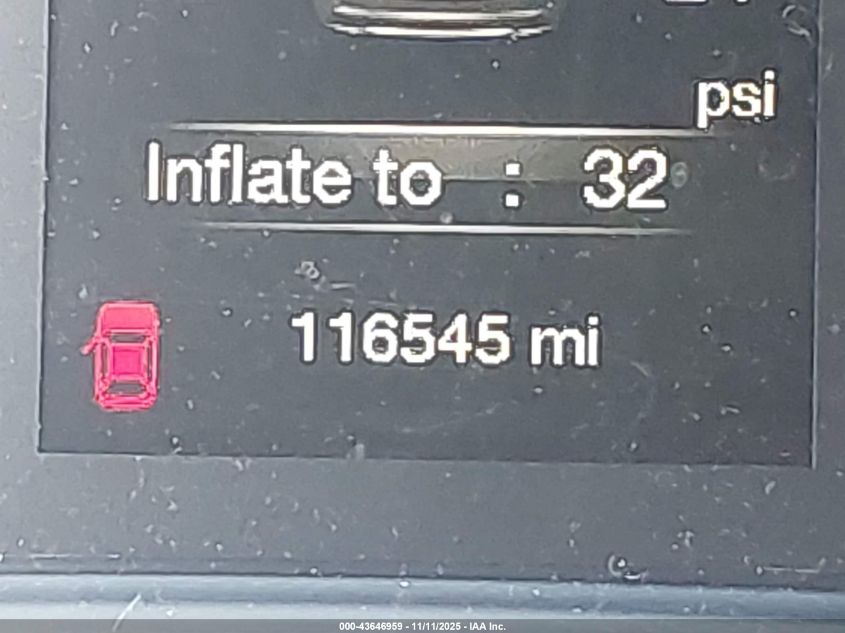 psi
Inflate to : 32
116545 mi
000-43646959 - 11/11/2025 - IAA Inc.